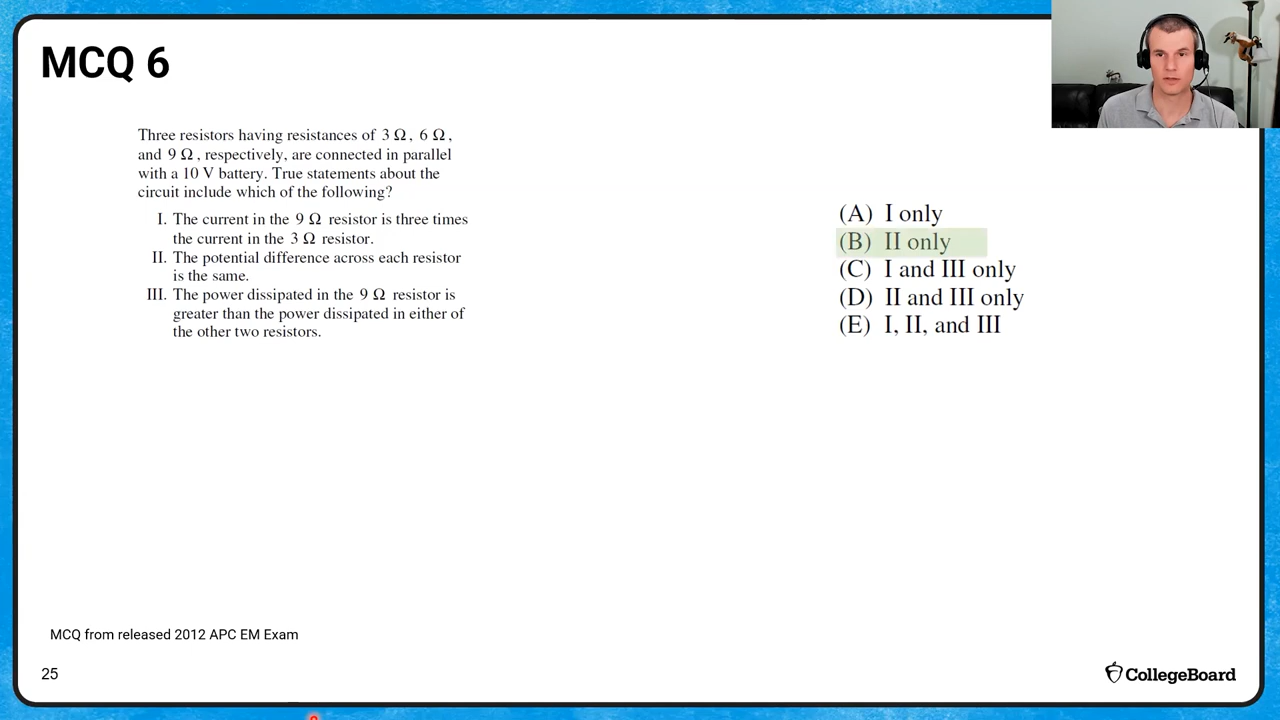 MCQ 6
Three resistors having resistances of 3 Ω, 6 Ω,
and 9 Ω, respectively, are connected in parallel
with a 10 V battery. True statements about the
circuit include which of the following?
I. The current in the 9 Ω resistor is three times
the current in the 3 Ω resistor.
II. The potential difference across each resistor
is the same.
III. The power dissipated in the 9 Ω resistor is
greater than the power dissipated in either of
the other two resistors.
(A) I only
(B) II only
(C) I and III only
(D) II and III only
(E) I, II, and III
MCQ from released 2012 APC EM Exam
25
CollegeBoard